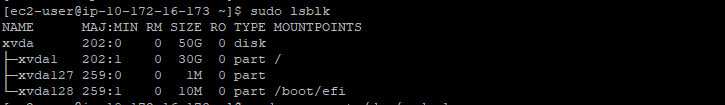 [ec2-user@ip-10-172-16-173 ~]$ sudo lsblk
NAME MAJ:MIN RM SIZE RO TYPE MOUNTPOINTS
xvda 202:0 0 50G 0 disk
├─xvda1 202:1 0 30G 0 part /
├─xvda127 259:0 0 1M 0 part
└─xvda128 259:1 0 10M 0 part /boot/efi